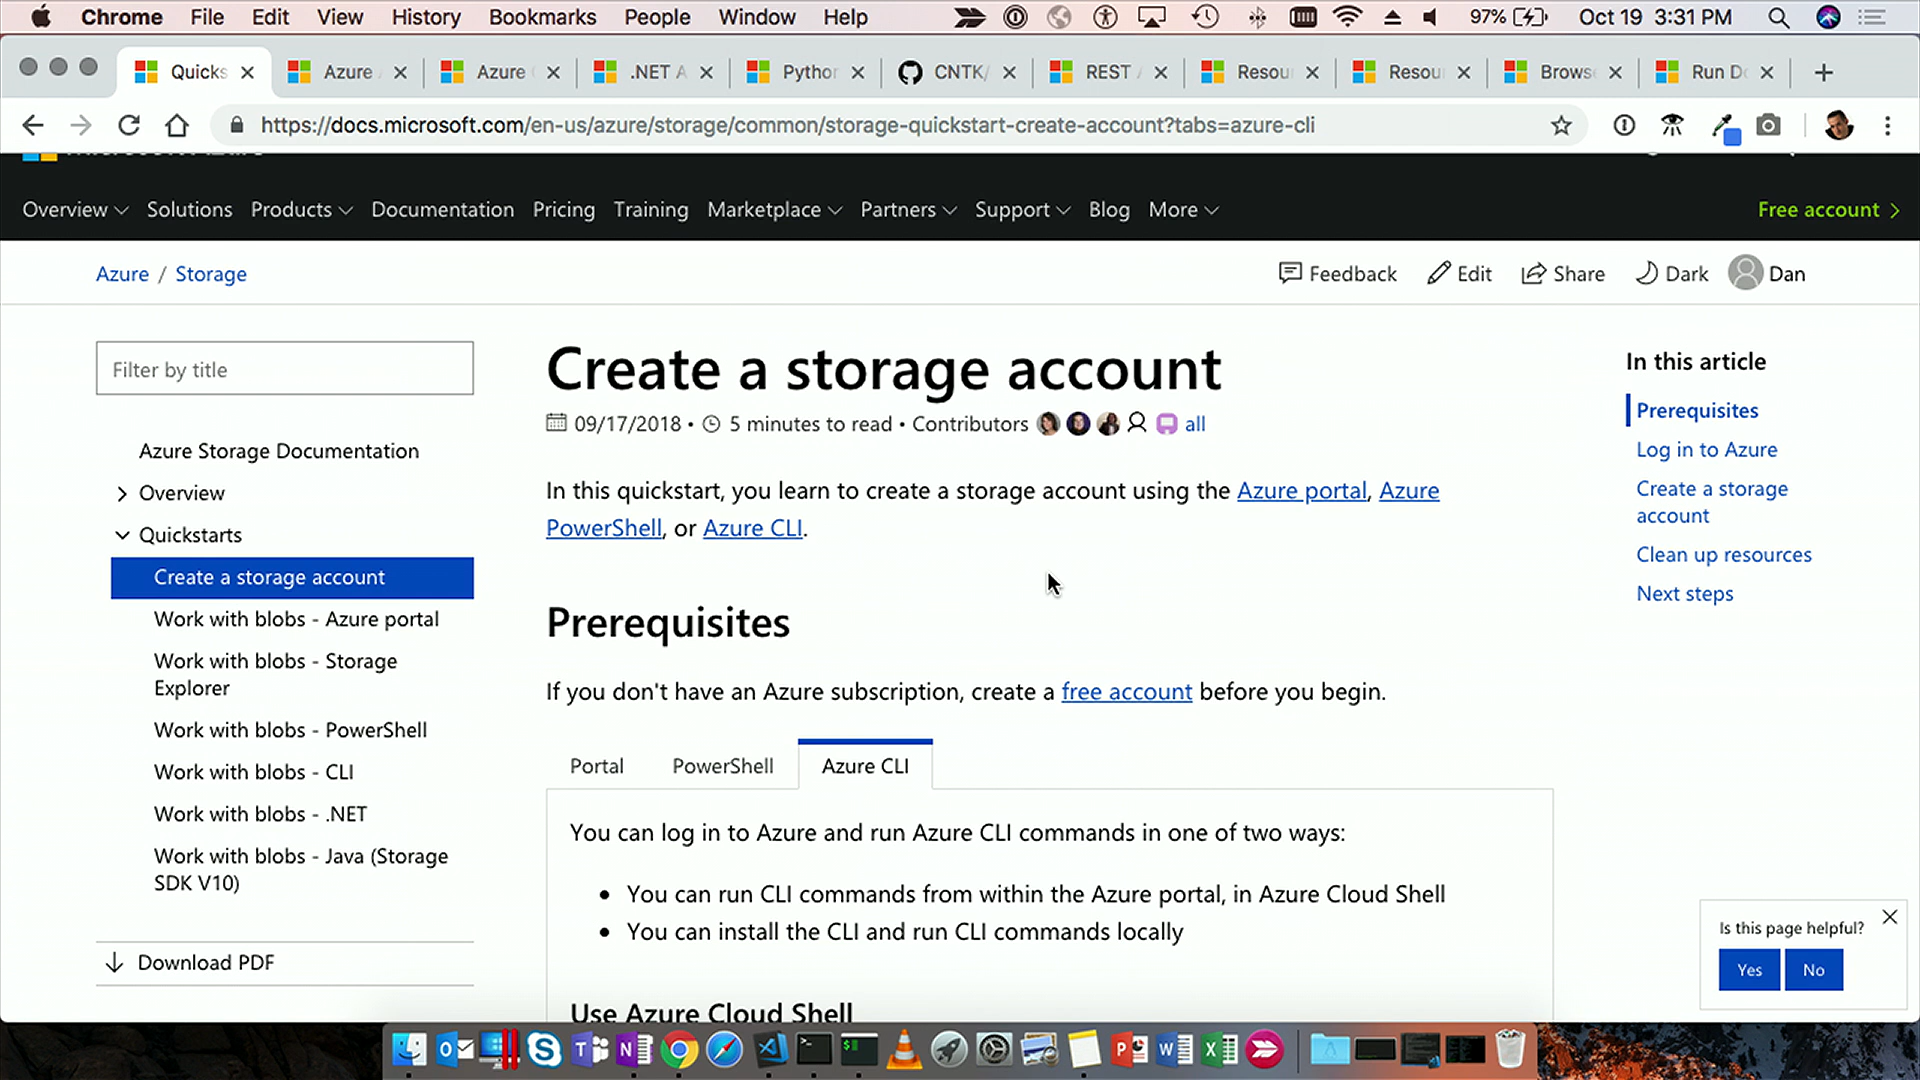 Chrome File Edit View History Bookmarks People Window Help 97% Oct 19 3:31 PM
Quicks Azure Azure .NET A Python CNTK/ REST Resou Resou Brows Run D
https://docs.microsoft.com/en-us/azure/storage/common/storage-quickstart-create-account?tabs=azure-cli
Overview Solutions Products Documentation Pricing Training Marketplace Partners Support Blog More Free account
Azure / Storage
Feedback Edit Share Dark Dan
Filter by title
Azure Storage Documentation
Overview
Quickstarts
Create a storage account
Work with blobs - Azure portal
Work with blobs - Storage
Explorer
Work with blobs - PowerShell
Work with blobs - CLI
Work with blobs - .NET
Work with blobs - Java (Storage
SDK V10)
Download PDF
Create a storage account
09/17/2018 • 5 minutes to read • Contributors all
In this quickstart, you learn to create a storage account using the Azure portal, Azure
PowerShell, or Azure CLI.
Prerequisites
If you don't have an Azure subscription, create a free account before you begin.
Portal PowerShell Azure CLI
You can log in to Azure and run Azure CLI commands in one of two ways:
• You can run CLI commands from within the Azure portal, in Azure Cloud Shell
• You can install the CLI and run CLI commands locally
Use Azure Cloud Shell
In this article
Prerequisites
Log in to Azure
Create a storage
account
Clean up resources
Next steps
Is this page helpful?
Yes No